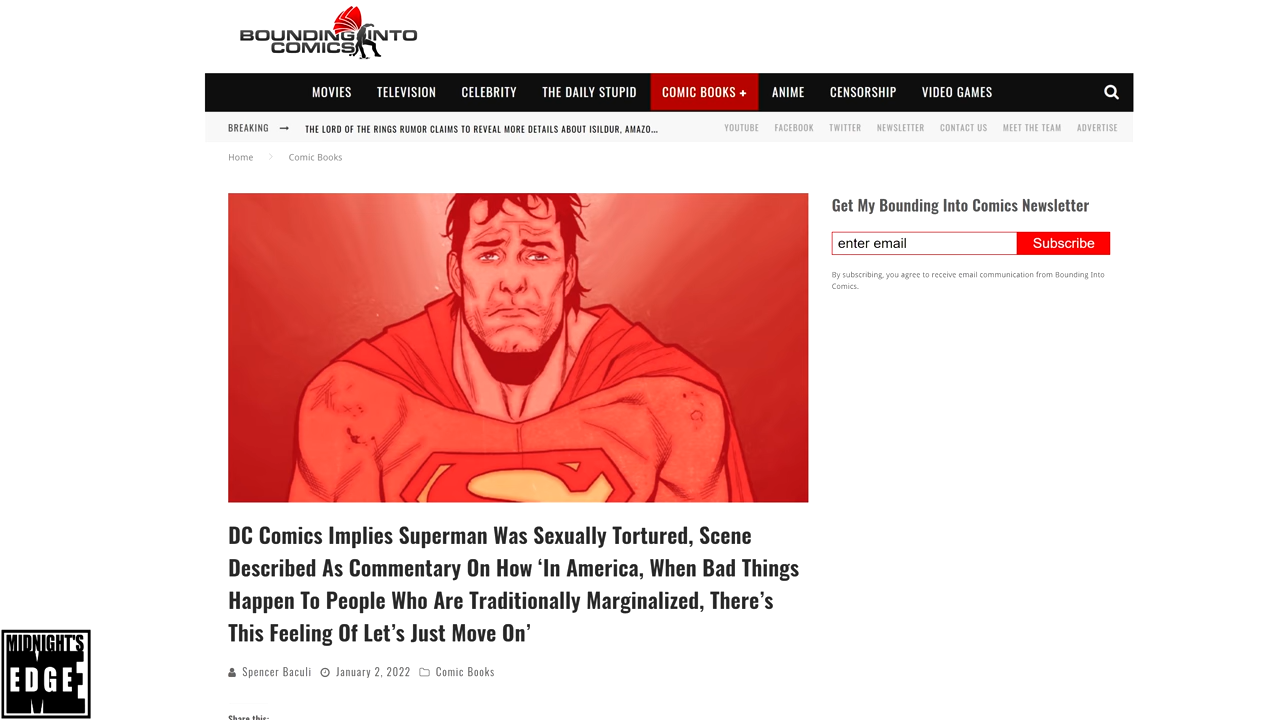 BOUNDING INTO
COMICS
MOVIES TELEVISION CELEBRITY THE DAILY STUPID COMIC BOOKS + ANIME CENSORSHIP VIDEO GAMES
BREAKING → THE LORD OF THE RINGS RUMOR CLAIMS TO REVEAL MORE DETAILS ABOUT ISILDUR, AMAZO... YOUTUBE FACEBOOK TWITTER NEWSLETTER CONTACT US MEET THE TEAM ADVERTISE
Home > Comic Books
Get My Bounding Into Comics Newsletter
enter email Subscribe
By subscribing, you agree to receive email communication from Bounding Into
Comics.
DC Comics Implies Superman Was Sexually Tortured, Scene
Described As Commentary On How ‘In America, When Bad Things
Happen To People Who Are Traditionally Marginalized, There’s
This Feeling Of Let’s Just Move On’
Spencer Baculi January 2, 2022 Comic Books
Share this:
MIDNIGHT'S
EDGE